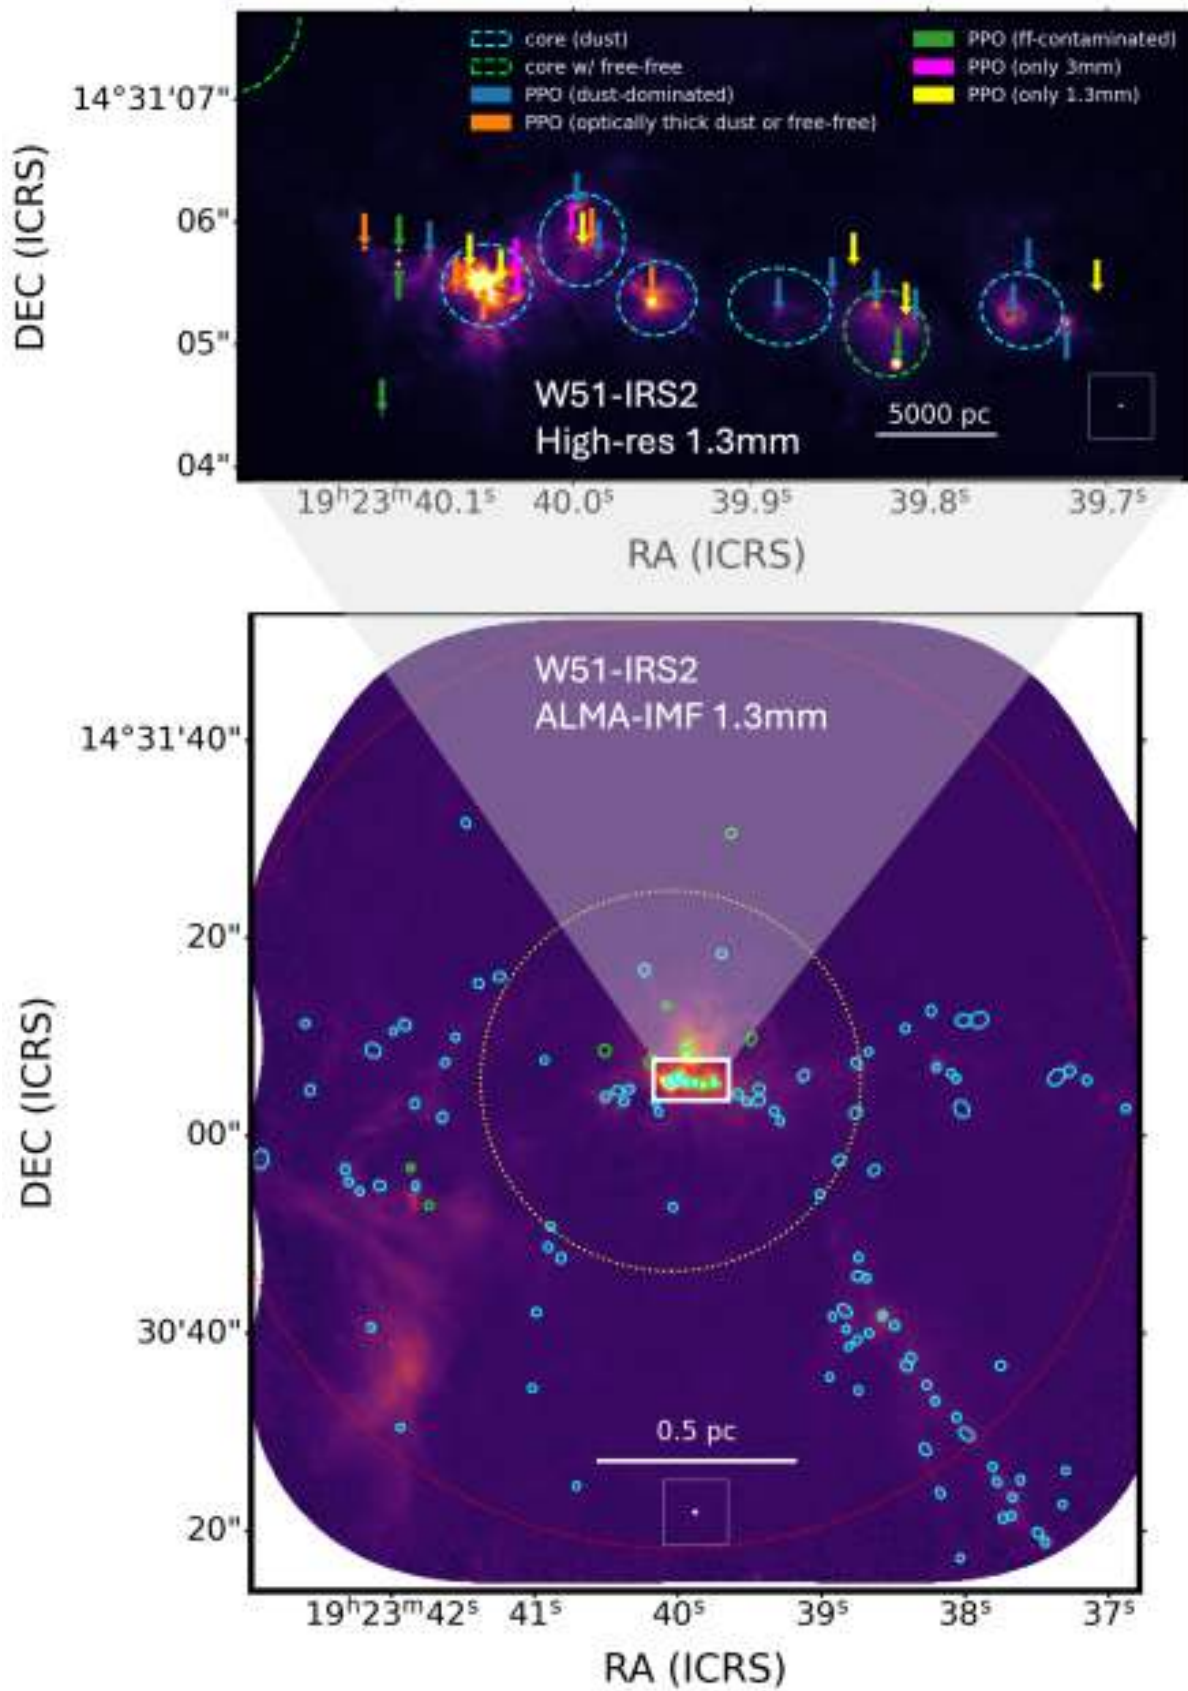 core (dust)
core w/ free-free
PPO (dust-dominated)
PPO (optically thick dust or free-free)
PPO (ff-contaminated)
PPO (only 3mm)
PPO (only 1.3mm)
14°31'07"
06"
05"
04"
DEC (ICRS)
W51-IRS2
High-res 1.3mm
5000 pc
19ʰ23ᵐ40.1ˢ 40.0ˢ 39.9ˢ 39.8ˢ 39.7ˢ
RA (ICRS)
W51-IRS2
ALMA-IMF 1.3mm
14°31'40"
20"
00"
30'40"
20"
DEC (ICRS)
0.5 pc
19ʰ23ᵐ42ˢ 41ˢ 40ˢ 39ˢ 38ˢ 37ˢ
RA (ICRS)